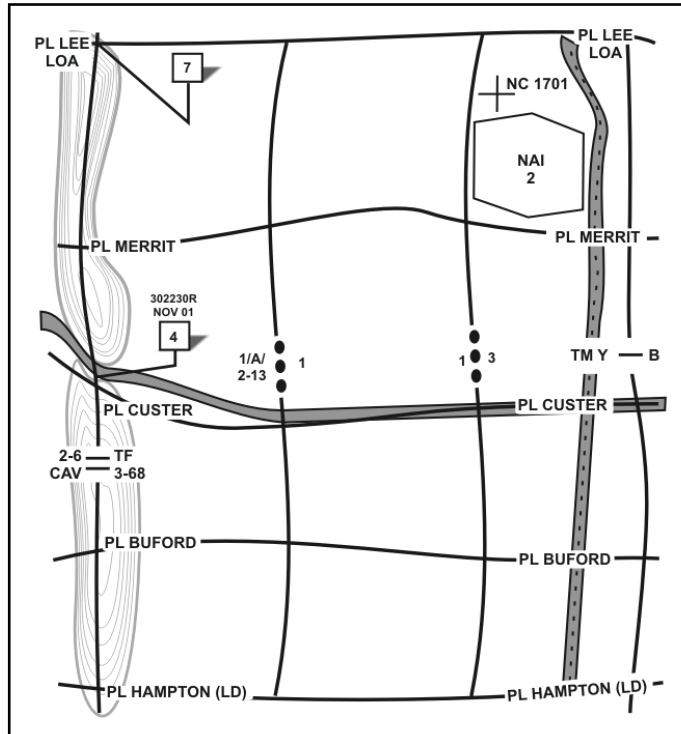 PL LEE
LOA
PL LEE
LOA
7
NC 1701
NAI
2
PL MERRIT
PL MERRIT
302230R
NOV 01
4
1/A/
2-13
1
1
3
TM Y
B
PL CUSTER
PL CUSTER
2-6
CAV
TF
3-68
PL BUFORD
PL BUFORD
PL HAMPTON (LD)
PL HAMPTON (LD)